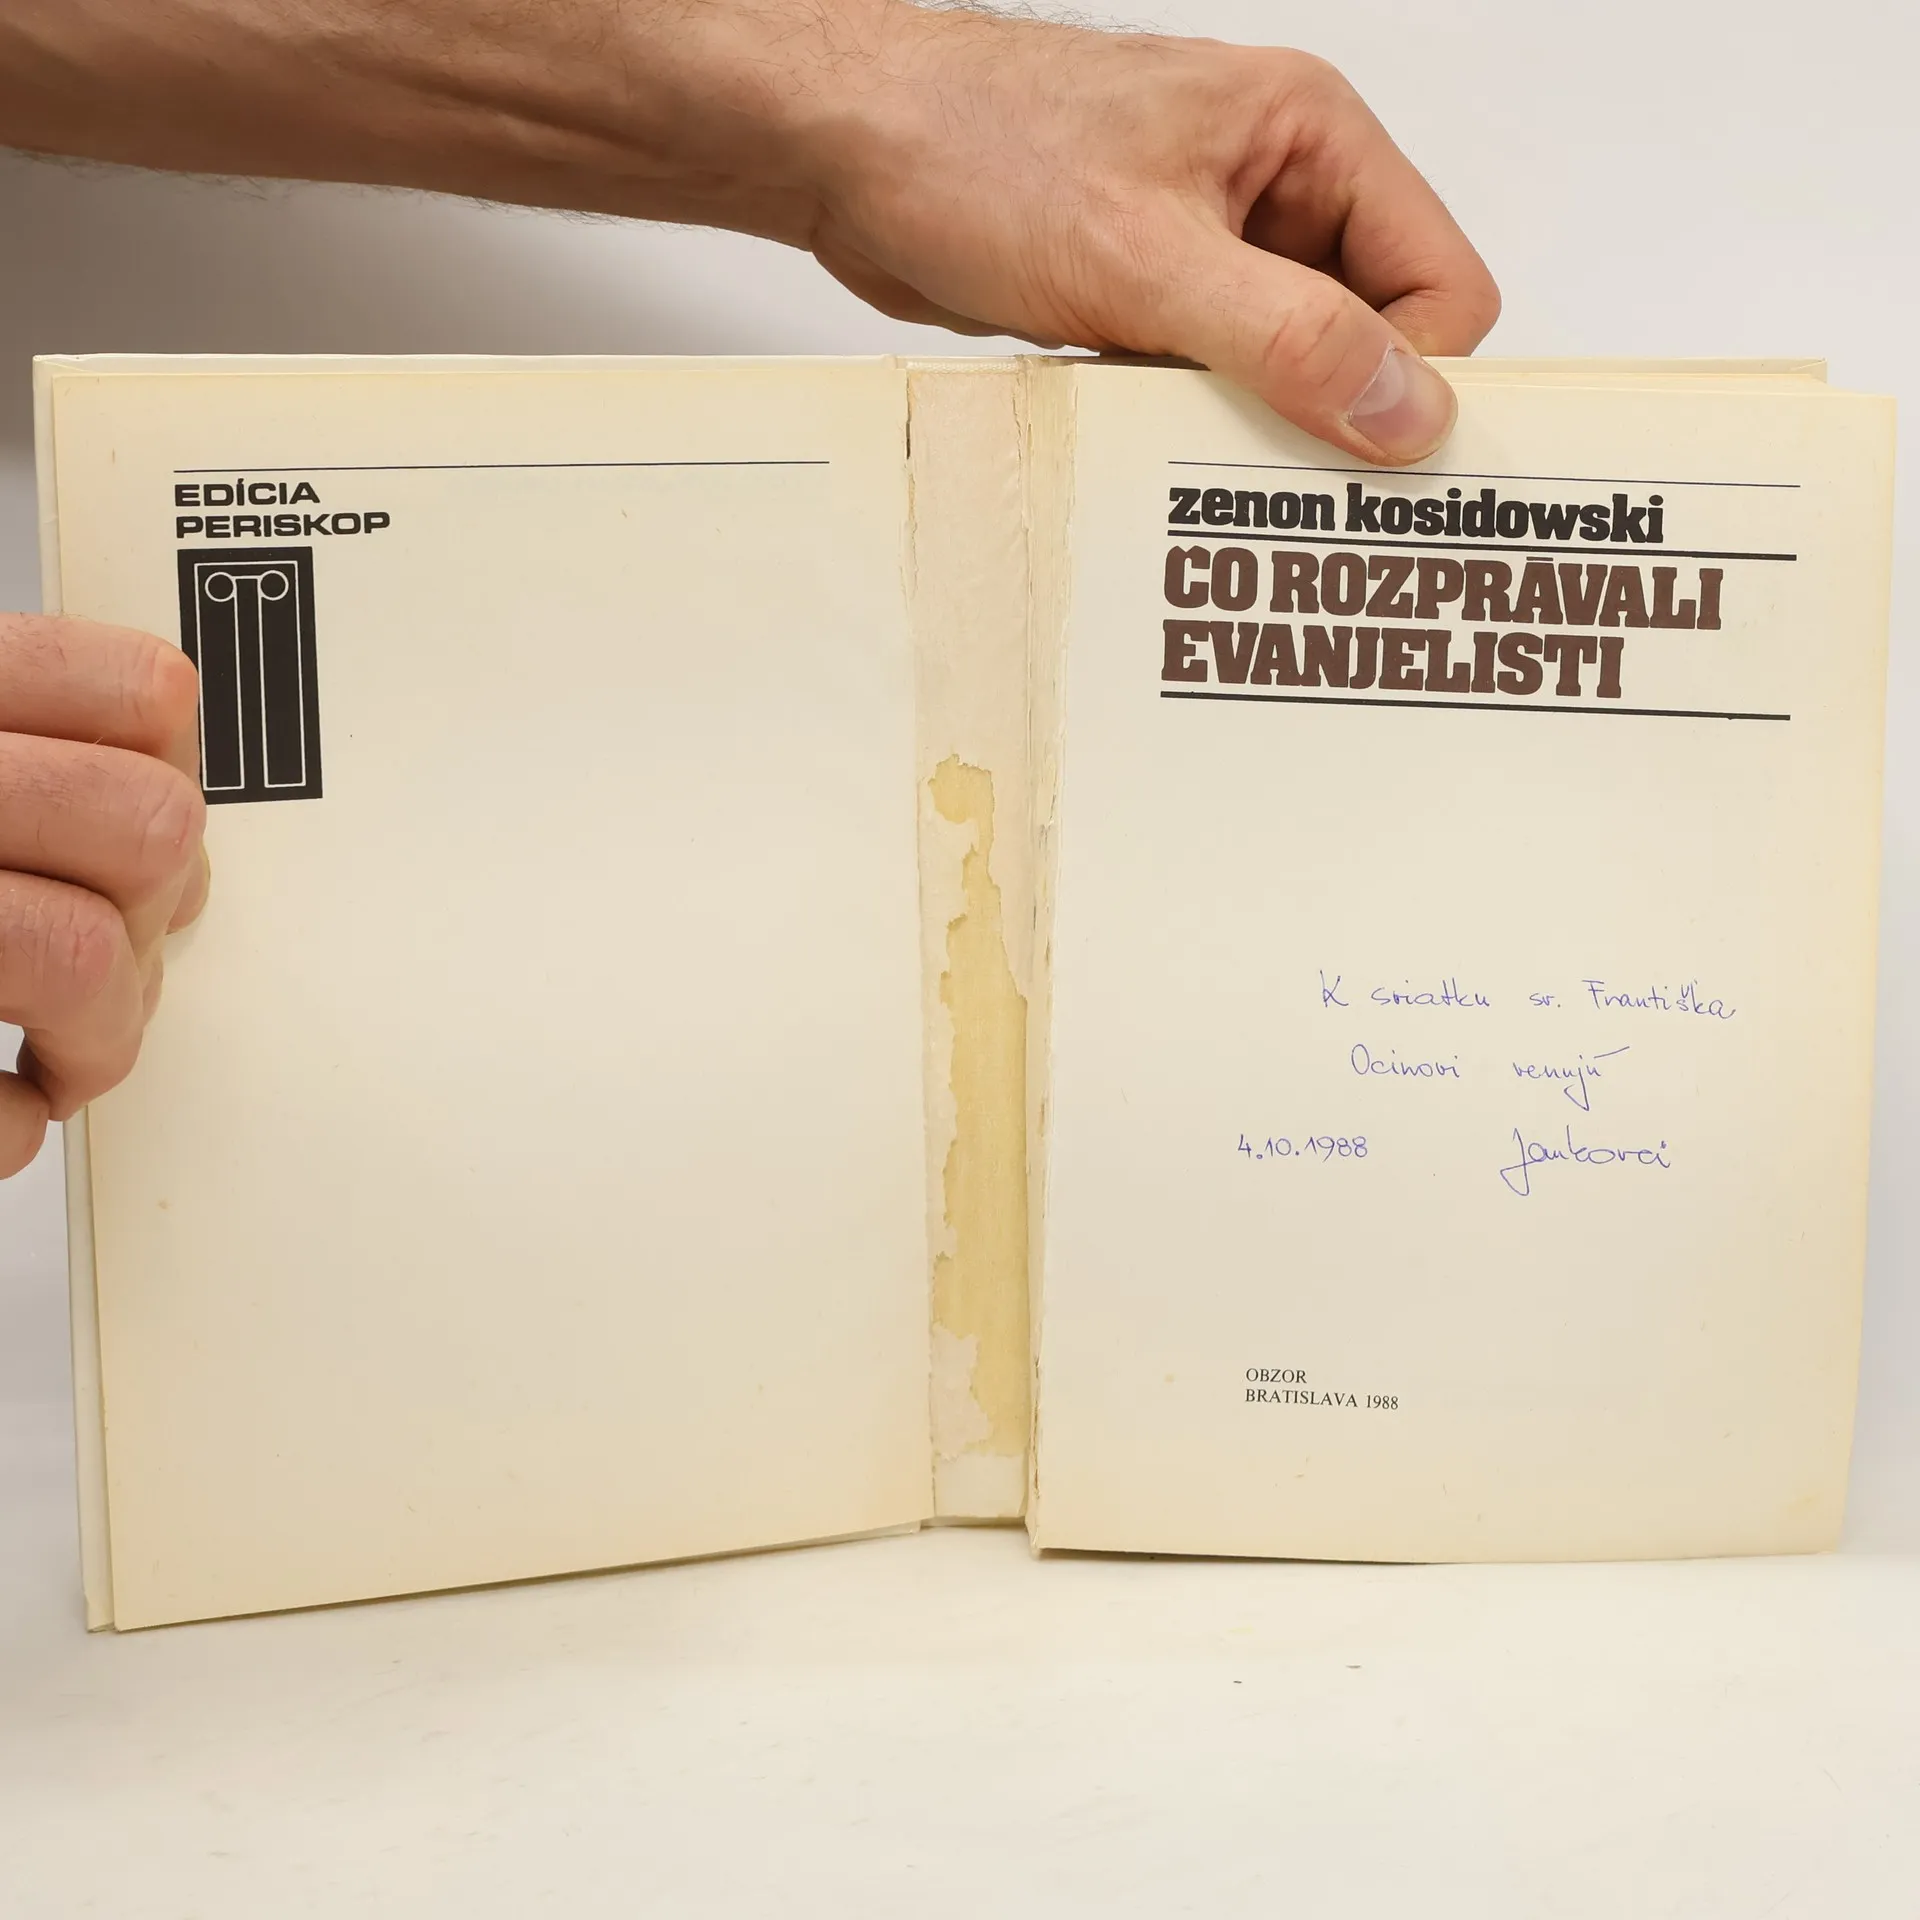 EDÍCIA
PERISKOP
zenon kosidowski
ČO ROZPRÁVALI
EVANJELISTI
K sviatku sv. Františka
Ocinovi venujú
4.10.1988 Jankovci
OBZOR
BRATISLAVA 1988